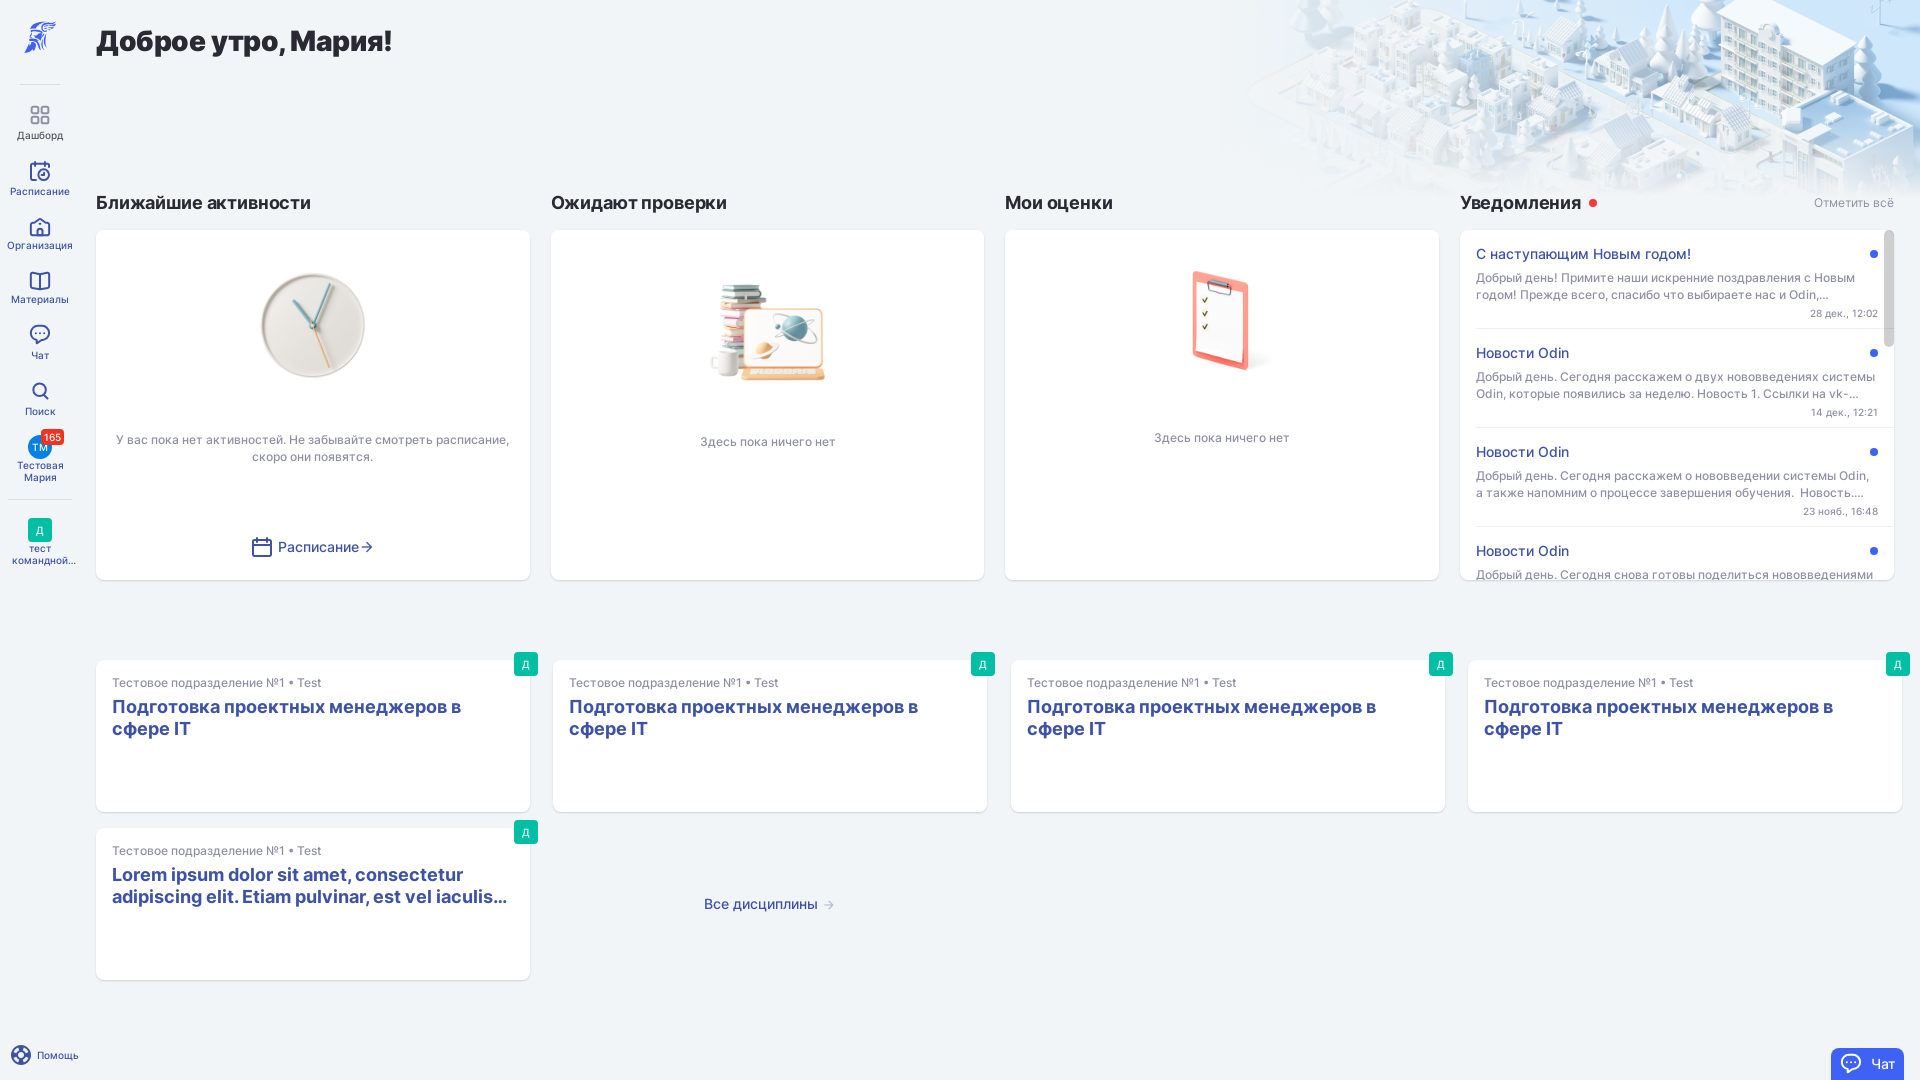 Доброе утро, Мария!
Дашборд
Расписание
Организация
Материалы
Чат
Поиск
165
ТМ
Тестовая
Мария
Д
тест
командной...
Помощь
Ближайшие активности
У вас пока нет активностей. Не забывайте смотреть расписание,
скоро они появятся.
Расписание
Ожидают проверки
Здесь пока ничего нет
Мои оценки
Здесь пока ничего нет
Уведомления
Отметить всё
С наступающим Новым годом!
Добрый день! Примите наши искренние поздравления с Новым
годом! Прежде всего, спасибо что выбираете нас и Odin,...
28 дек., 12:02
Новости Odin
Добрый день. Сегодня расскажем о двух нововведениях системы
Odin, которые появились за неделю. Новость 1. Ссылки на vk-...
14 дек., 12:21
Новости Odin
Добрый день. Сегодня расскажем о нововведении системы Odin,
а также напомним о процессе завершения обучения. Новость....
23 нояб., 16:48
Новости Odin
Добрый день. Сегодня снова готовы поделиться нововведениями
Д
Тестовое подразделение №1 • Test
Подготовка проектных менеджеров в
сфере IT
Д
Тестовое подразделение №1 • Test
Подготовка проектных менеджеров в
сфере IT
Д
Тестовое подразделение №1 • Test
Подготовка проектных менеджеров в
сфере IT
Д
Тестовое подразделение №1 • Test
Подготовка проектных менеджеров в
сфере IT
Д
Тестовое подразделение №1 • Test
Lorem ipsum dolor sit amet, consectetur
adipiscing elit. Etiam pulvinar, est vel iaculis...
Все дисциплины
Чат